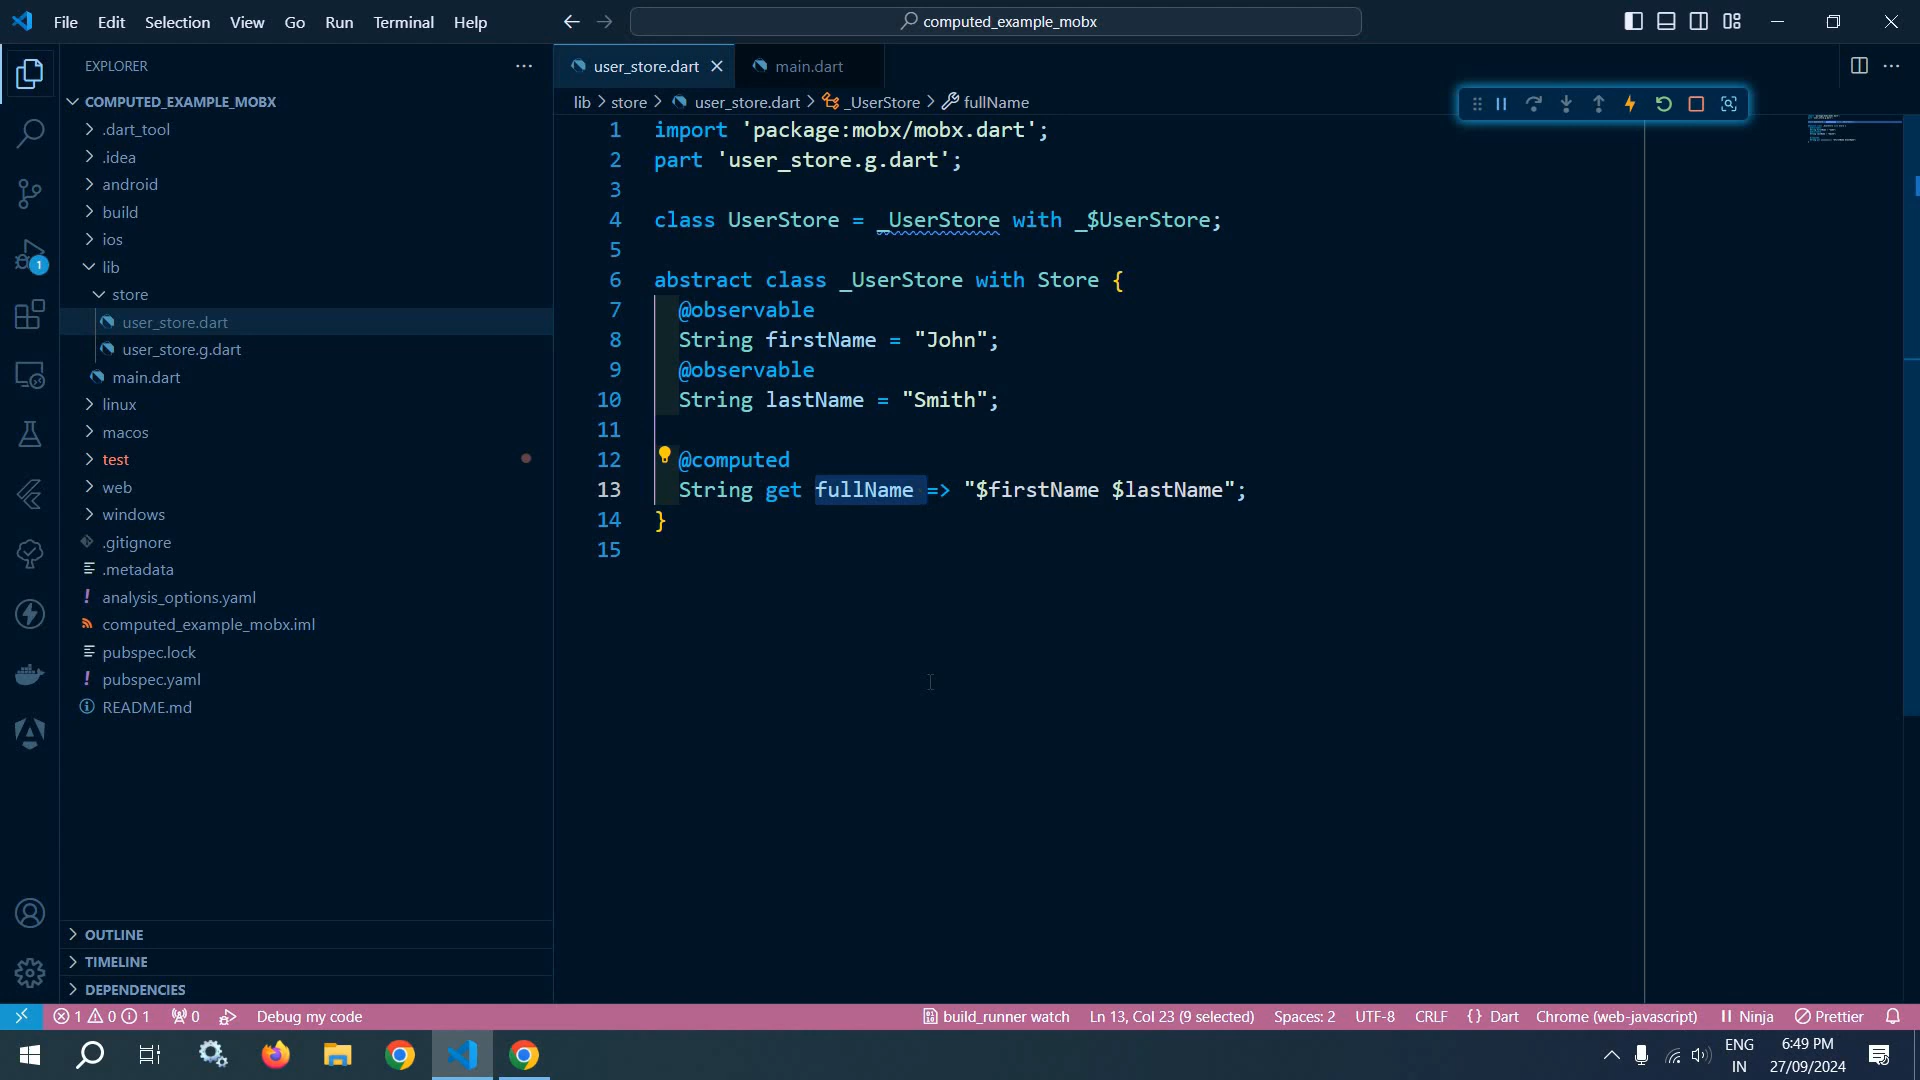 File Edit Selection View Go Run Terminal Help
computed_example_mobx
EXPLORER
COMPUTED_EXAMPLE_MOBX
.dart_tool
.idea
android
build
ios
lib
store
user_store.dart
user_store.g.dart
main.dart
linux
macos
test
web
windows
.gitignore
.metadata
analysis_options.yaml
computed_example_mobx.iml
pubspec.lock
pubspec.yaml
README.md
OUTLINE
TIMELINE
DEPENDENCIES
1
user_store.dart main.dart
lib > store > user_store.dart > _UserStore > fullName
1 import 'package:mobx/mobx.dart';
2 part 'user_store.g.dart';
3
4 class UserStore = _UserStore with _$UserStore;
5
6 abstract class _UserStore with Store {
7 @observable
8 String firstName = "John";
9 @observable
10 String lastName = "Smith";
11
12 @computed
13 String get fullName => "$firstName $lastName";
14 }
15
1 0 1 0 Debug my code build_runner watch Ln 13, Col 23 (9 selected) Spaces: 2 UTF-8 CRLF {} Dart Chrome (web-javascript) Ninja Prettier
ENG
IN
6:49 PM
27/09/2024